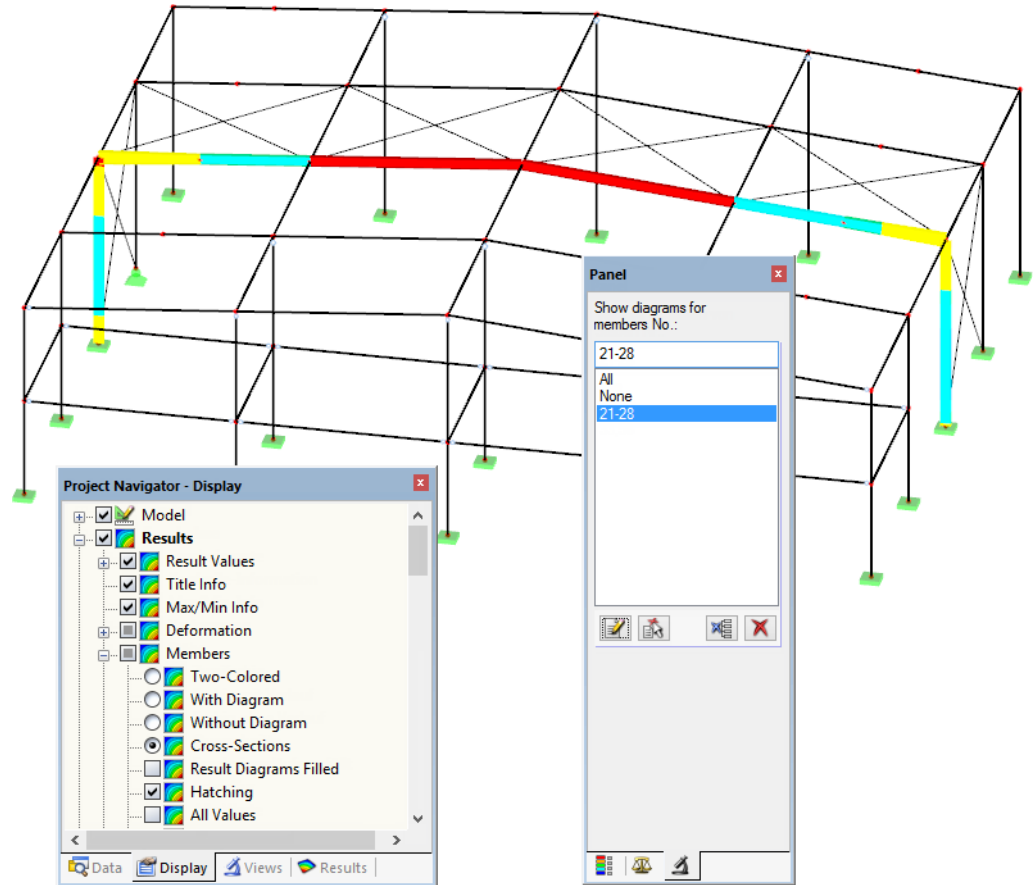 Panel
Show diagrams for
members No.:
21-28
All
None
21-28
Project Navigator - Display
Model
Results
Result Values
Title Info
Max/Min Info
Deformation
Members
Two-Colored
With Diagram
Without Diagram
Cross-Sections
Result Diagrams Filled
Hatching
All Values
Data
Display
Views
Results